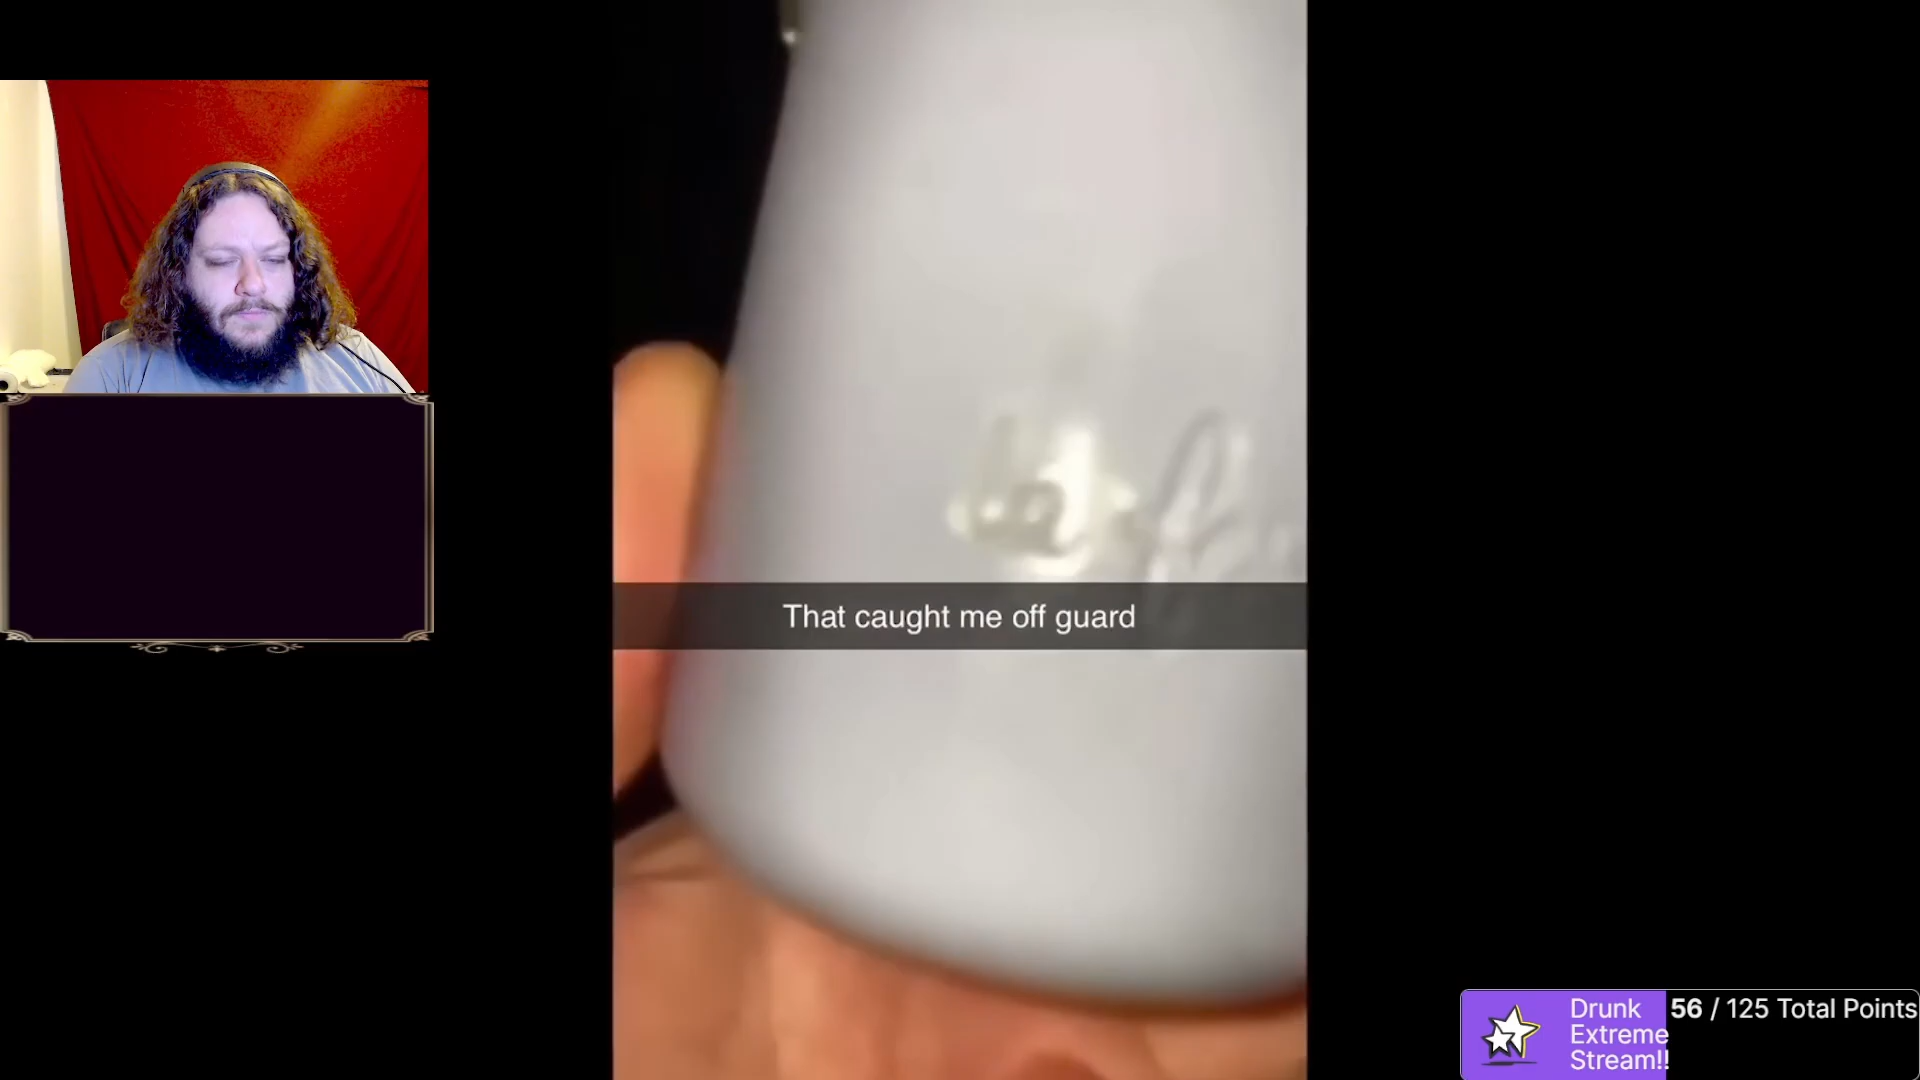 That caught me off guard
Drunk
Extreme
Stream!!
56 / 125 Total Points